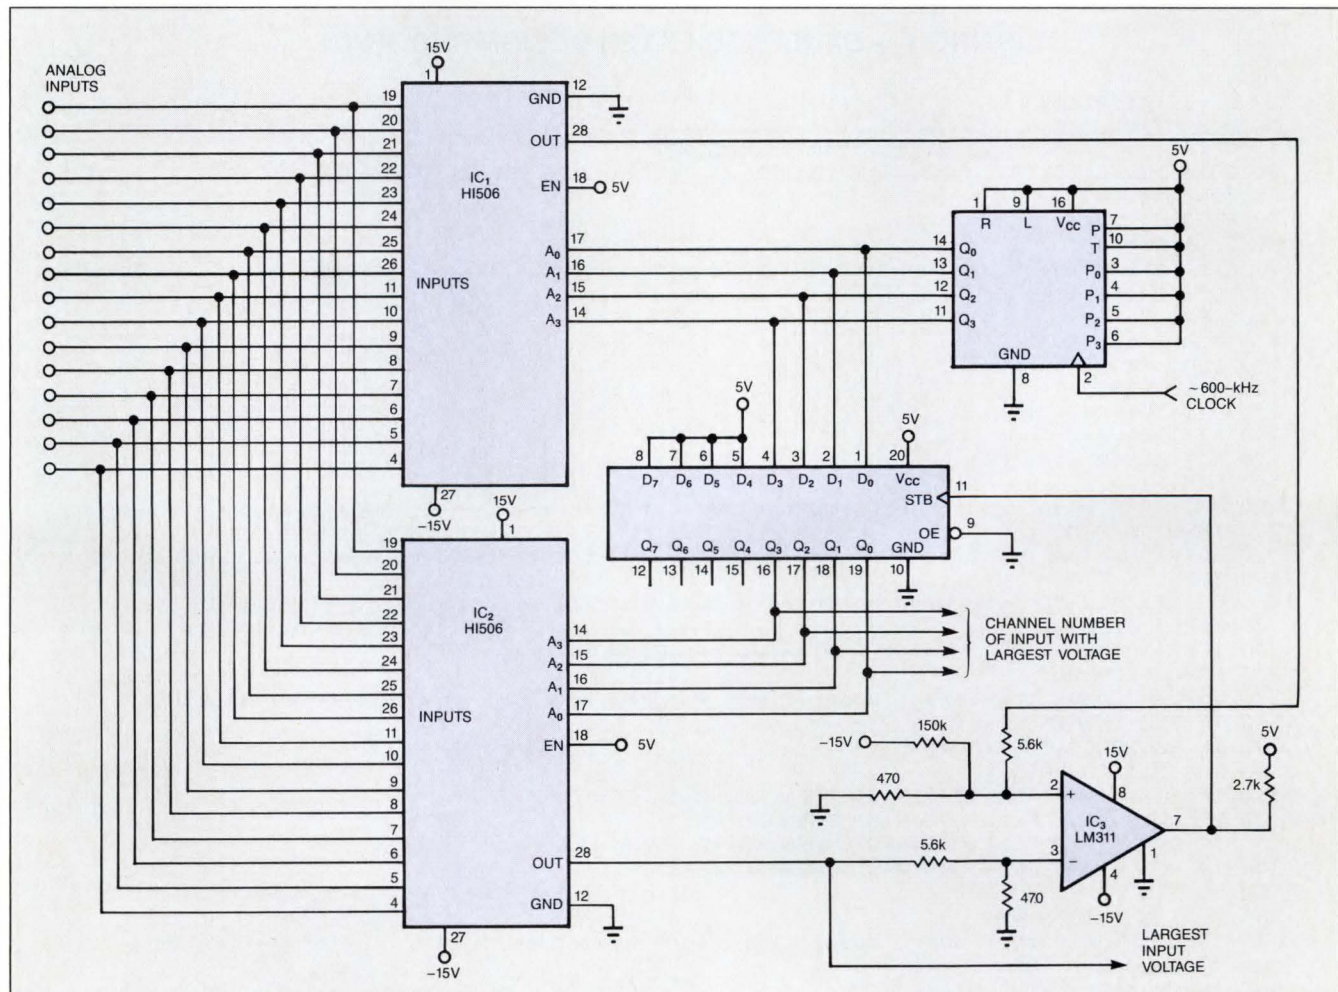 ANALOG
INPUTS
15V
1
19
20
21
22
23
24
25
26
11
10
9
8
7
6
5
4
IC1
HI506
INPUTS
GND
12
OUT
28
EN
18
5V
A0
17
A1
16
A2
15
A3
14
27
–15V
5V
1
9
16
R
L
VCC
14
Q0
13
Q1
12
Q2
11
Q3
P
7
T
10
P0
3
P1
4
P2
5
P3
6
GND
8
2
~600–kHz
CLOCK
5V
5V
8
7
6
5
4
3
2
1
20
D7
D6
D5
D4
D3
D2
D1
D0
VCC
STB
11
OE
9
Q7
Q6
Q5
Q4
Q3
Q2
Q1
Q0
GND
12
13
14
15
16
17
18
19
10
CHANNEL NUMBER
OF INPUT WITH
LARGEST VOLTAGE
15V
1
19
20
21
22
23
24
25
26
11
10
9
8
7
6
5
4
IC2
HI506
INPUTS
A3
14
A2
15
A1
16
A0
17
EN
18
5V
OUT
28
GND
12
27
–15V
–15V
150k
470
5.6k
5.6k
470
2
+
3
–
15V
8
IC3
LM311
7
1
4
–15V
5V
2.7k
LARGEST
INPUT
VOLTAGE